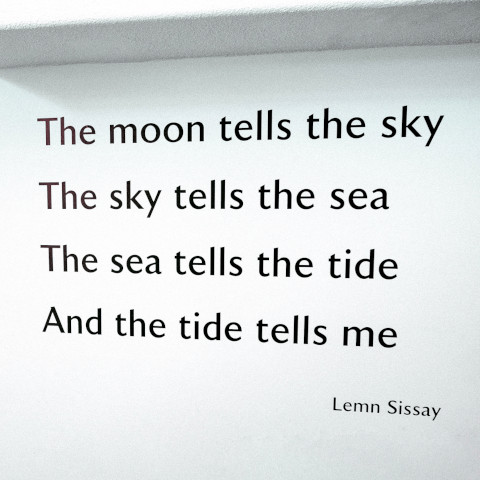 The moon tells the sky
The sky tells the sea
The sea tells the tide
And the tide tells me
Lemn Sissay